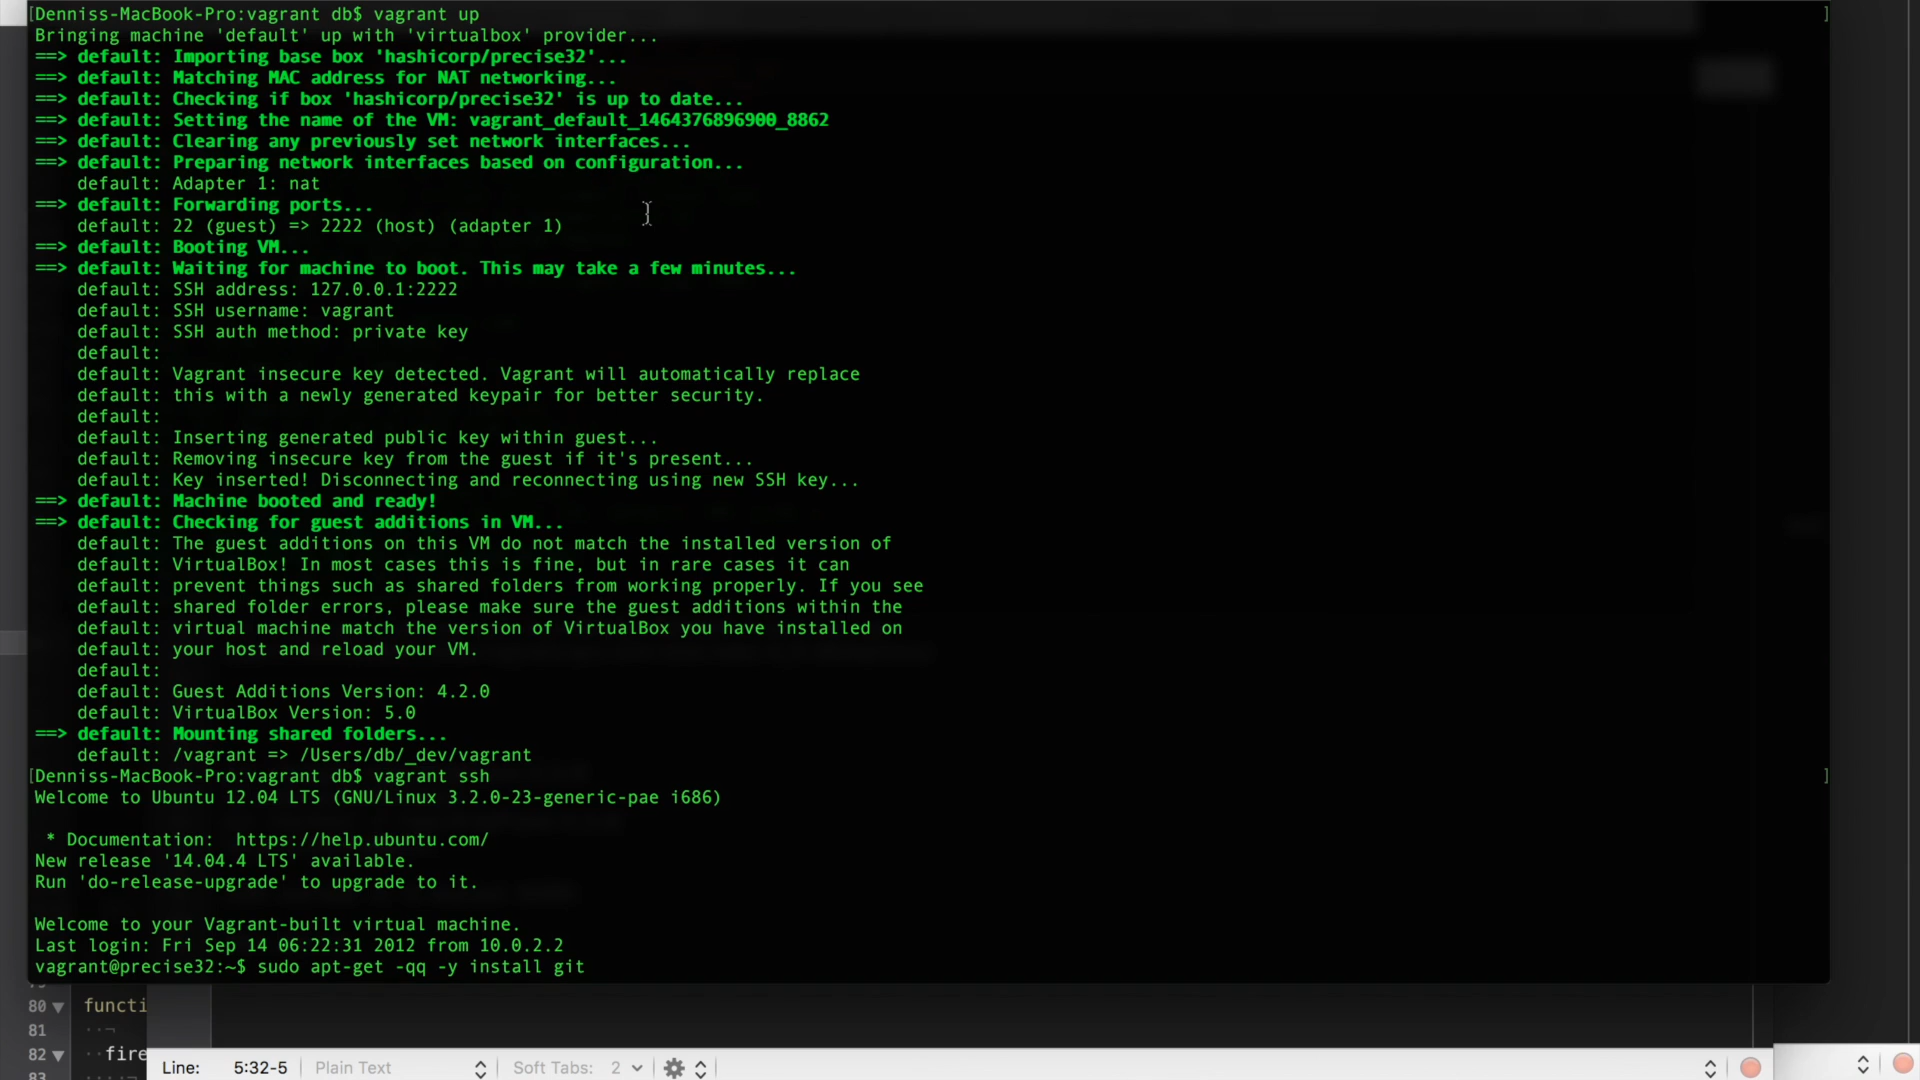 [Denniss-MacBook-Pro:vagrant db$ vagrant up ]
Bringing machine 'default' up with 'virtualbox' provider...
==> default: Importing base box 'hashicorp/precise32'...
==> default: Matching MAC address for NAT networking...
==> default: Checking if box 'hashicorp/precise32' is up to date...
==> default: Setting the name of the VM: vagrant_default_1464376896900_8862
==> default: Clearing any previously set network interfaces...
==> default: Preparing network interfaces based on configuration...
default: Adapter 1: nat
==> default: Forwarding ports...
default: 22 (guest) => 2222 (host) (adapter 1)
==> default: Booting VM...
==> default: Waiting for machine to boot. This may take a few minutes...
default: SSH address: 127.0.0.1:2222
default: SSH username: vagrant
default: SSH auth method: private key
default:
default: Vagrant insecure key detected. Vagrant will automatically replace
default: this with a newly generated keypair for better security.
default:
default: Inserting generated public key within guest...
default: Removing insecure key from the guest if it's present...
default: Key inserted! Disconnecting and reconnecting using new SSH key...
==> default: Machine booted and ready!
==> default: Checking for guest additions in VM...
default: The guest additions on this VM do not match the installed version of
default: VirtualBox! In most cases this is fine, but in rare cases it can
default: prevent things such as shared folders from working properly. If you see
default: shared folder errors, please make sure the guest additions within the
default: virtual machine match the version of VirtualBox you have installed on
default: your host and reload your VM.
default:
default: Guest Additions Version: 4.2.0
default: VirtualBox Version: 5.0
==> default: Mounting shared folders...
default: /vagrant => /Users/db/_dev/vagrant
[Denniss-MacBook-Pro:vagrant db$ vagrant ssh ]
Welcome to Ubuntu 12.04 LTS (GNU/Linux 3.2.0-23-generic-pae i686)
* Documentation: https://help.ubuntu.com/
New release '14.04.4 LTS' available.
Run 'do-release-upgrade' to upgrade to it.
Welcome to your Vagrant-built virtual machine.
Last login: Fri Sep 14 06:22:31 2012 from 10.0.2.2
vagrant@precise32:~$ sudo apt-get -qq -y install git
80 functi
81
82 fire
83
Line: 5:32-5 Plain Text Soft Tabs: 2